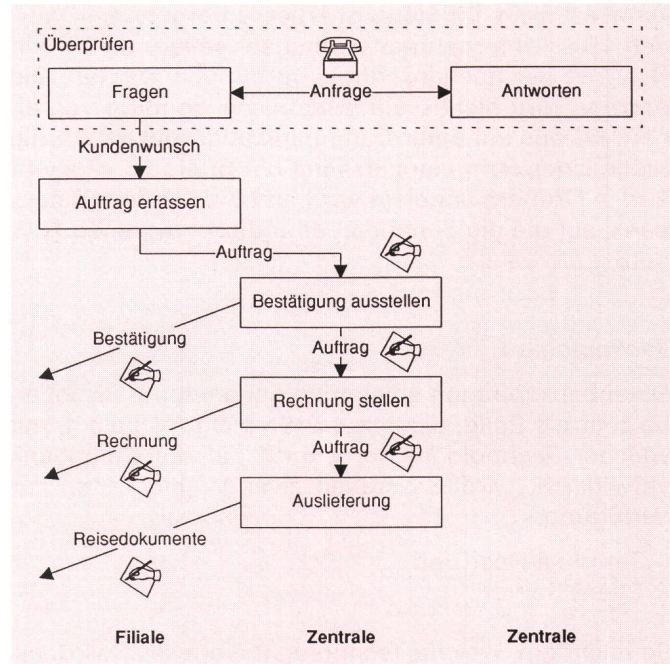 Überprüfen
Fragen
Anfrage
Antworten
Kundenwunsch
Auftrag erfassen
Auftrag
Bestätigung ausstellen
Bestätigung
Auftrag
Rechnung stellen
Rechnung
Auftrag
Auslieferung
Reisedokumente
Filiale Zentrale Zentrale